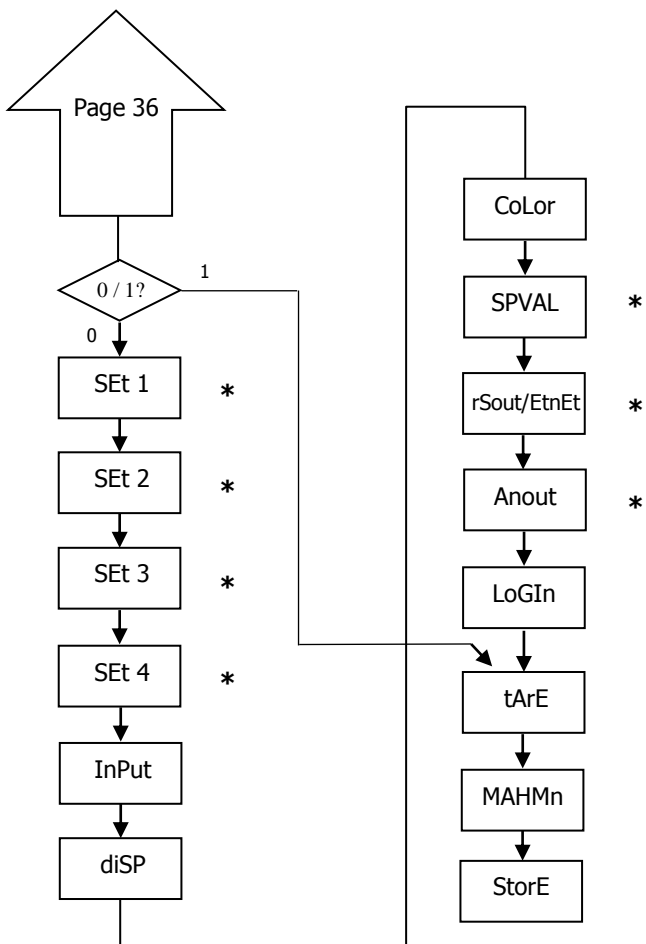 Page 36
0 / 1?
1
0
SEt 1
*
SEt 2
*
SEt 3
*
SEt 4
*
InPut
diSP
CoLor
SPVAL
*
rSout/EtnEt
*
Anout
*
LoGIn
tArE
MAHMn
StorE